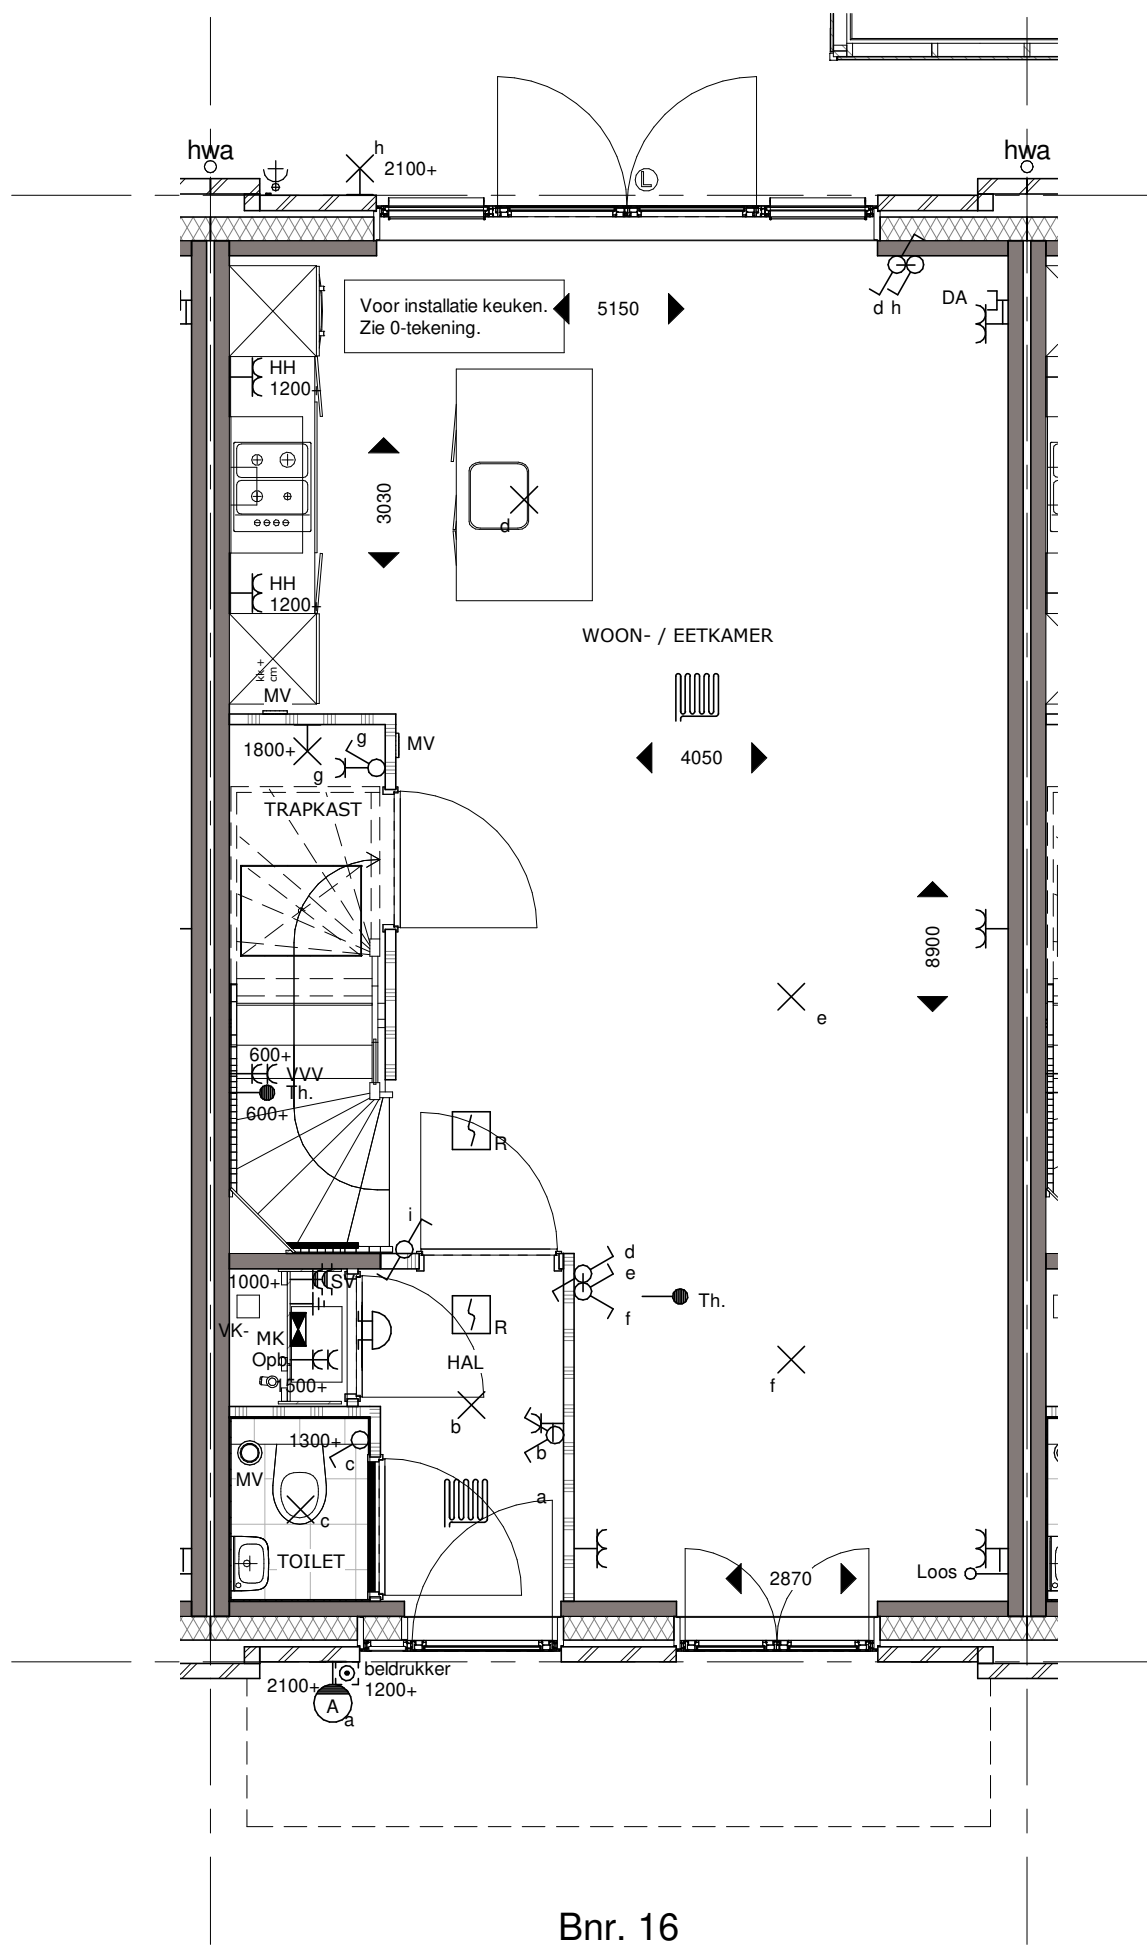 hwa
hwa
h
2100+
L
Voor installatie keuken.
Zie 0-tekening.
5150
d h
DA
HH
1200+
3030
d
HH
1200+
WOON- / EETKAMER
kk +
cm
MV
1800+
g
g
MV
4050
TRAPKAST
8900
e
600+
VVV
Th.
600+
R
i
d
e
f
Th.
1000+
SV
VK-
MK
Opb.
1500+
R
HAL
f
b
1300+
c
b
MV
a
c
TOILET
Loos
2870
beldrukker
2100+
1200+
A
a
Bnr. 16